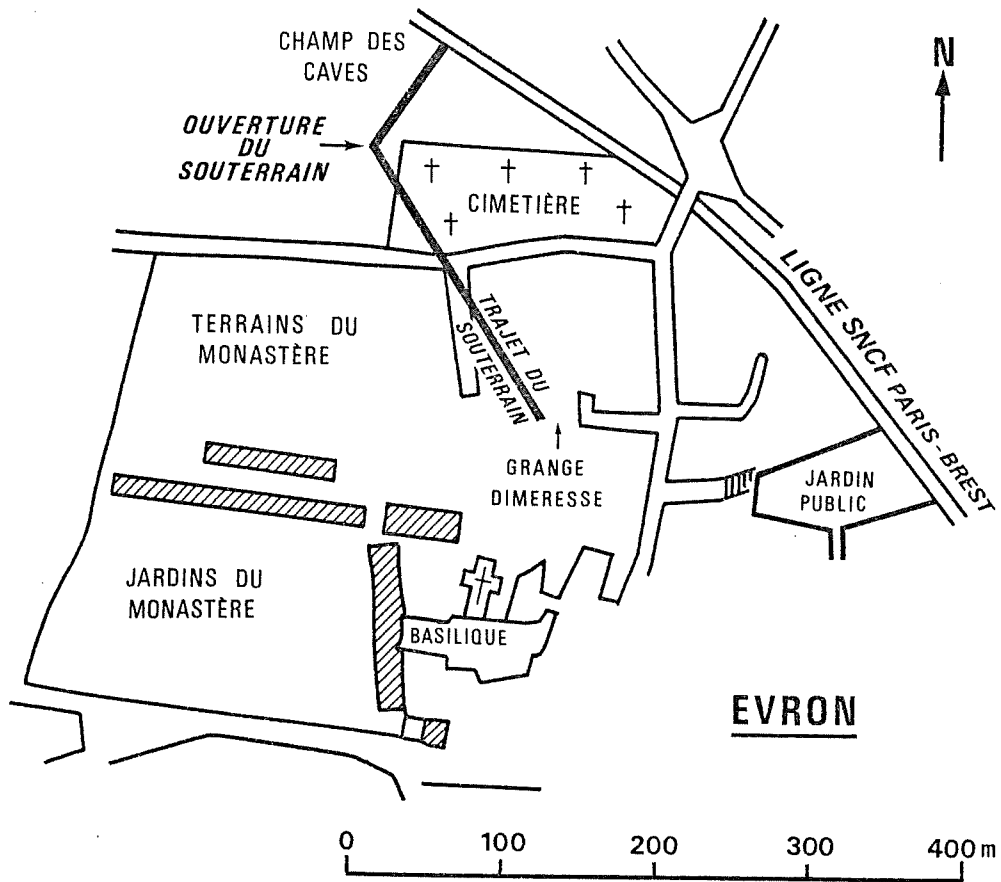 CHAMP DES
CAVES
N
OUVERTURE
DU
SOUTERRAIN
CIMETIÈRE
LIGNE SNCF PARIS-BREST
TERRAINS DU
MONASTÈRE
TRAJET DU
SOUTERRAIN
GRANGE
DIMERESSE
JARDIN
PUBLIC
JARDINS DU
MONASTÈRE
BASILIQUE
EVRON
0 100 200 300 400 m